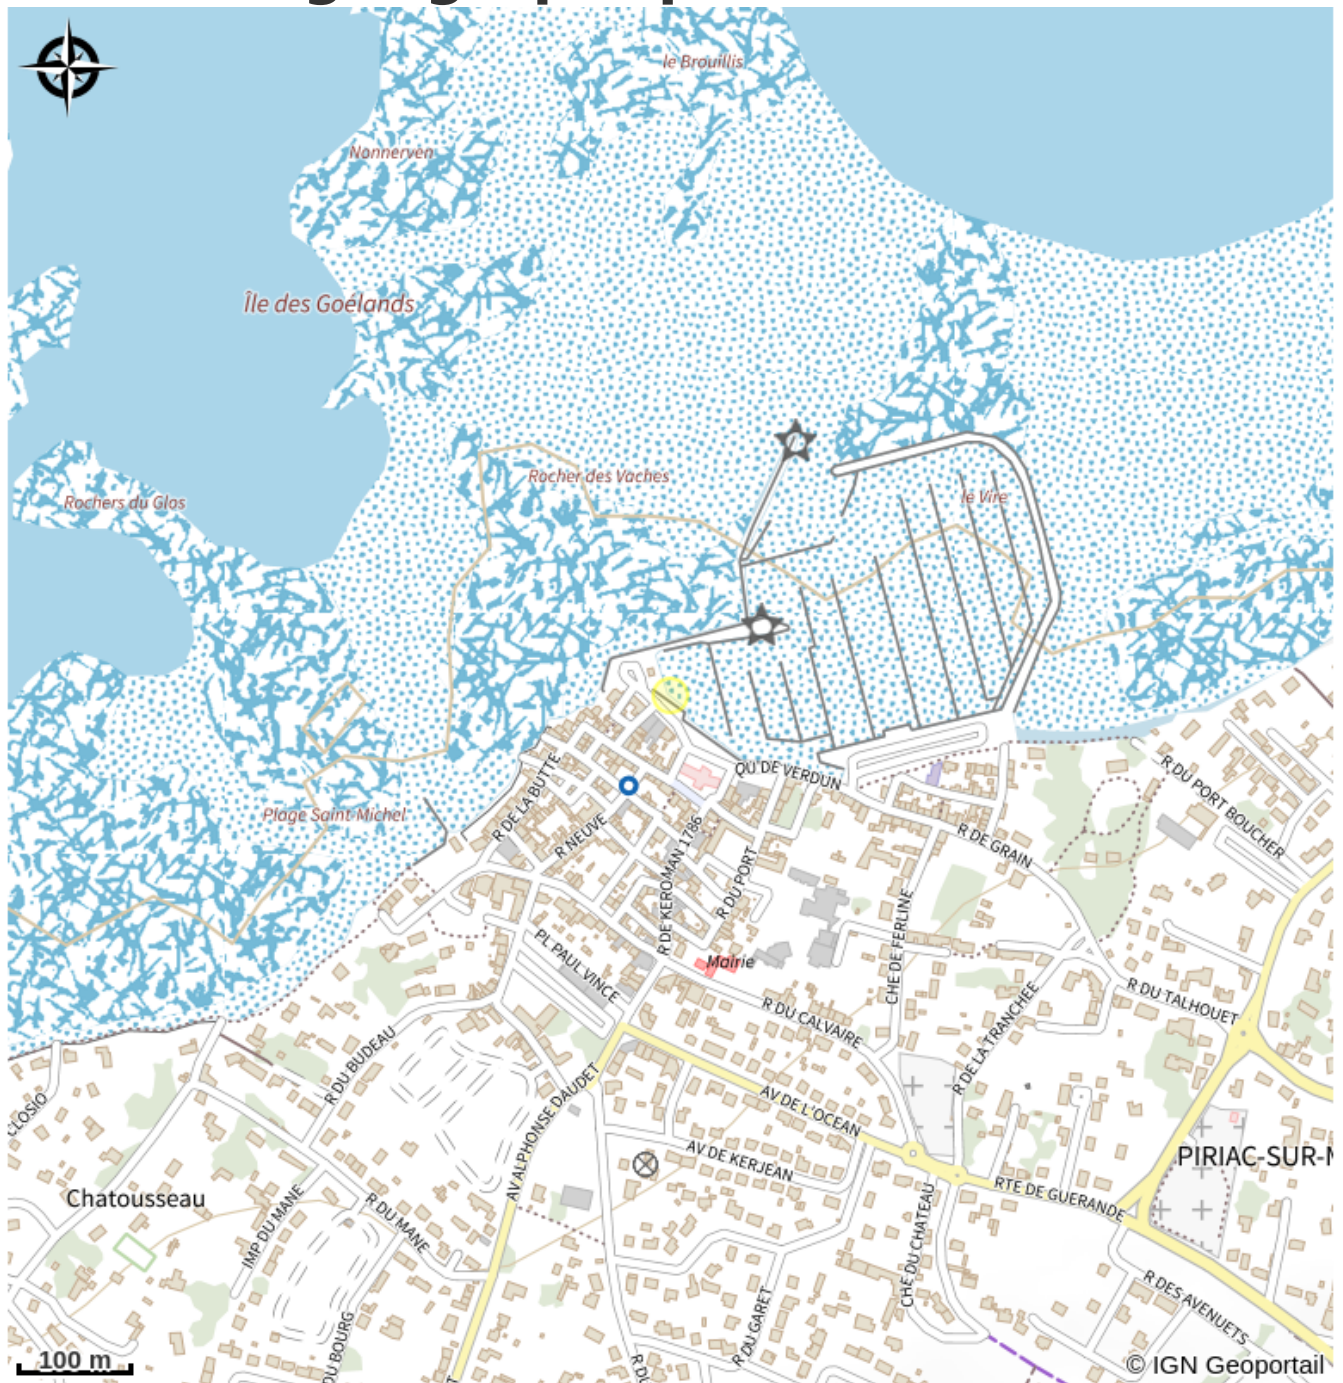 le Brouillis
Nonnerven
Île des Goélands
Rocher des Vaches
le Vire
Rochers du Glos
Plage Saint-Michel
QU DE VERDUN
R DE LA BUTTE
R NEUVE
R DE KEROMAN 1786
R DU PORT
R DE GRAIN
R DU PORT BOUCHER
CHE DE FERLINE
PL PAUL VINCE
Mairie
R DU CALVAIRE
R DE LA TRANCHEE
R DU TALHOUET
R DU BUDEAU
CLOSIO
AV ALPHONSE DAUDET
AV DE L'OCEAN
AV DE KERJEAN
PIRIAC-SUR-M
RTE DE GUERANDE
Chatousseau
IMP DU MANE
R DU MANE
CHE DU CHATEAU
R DES AVENUETS
R DU GARET
DU BOURG
R DU
100 m
© IGN Geoportail